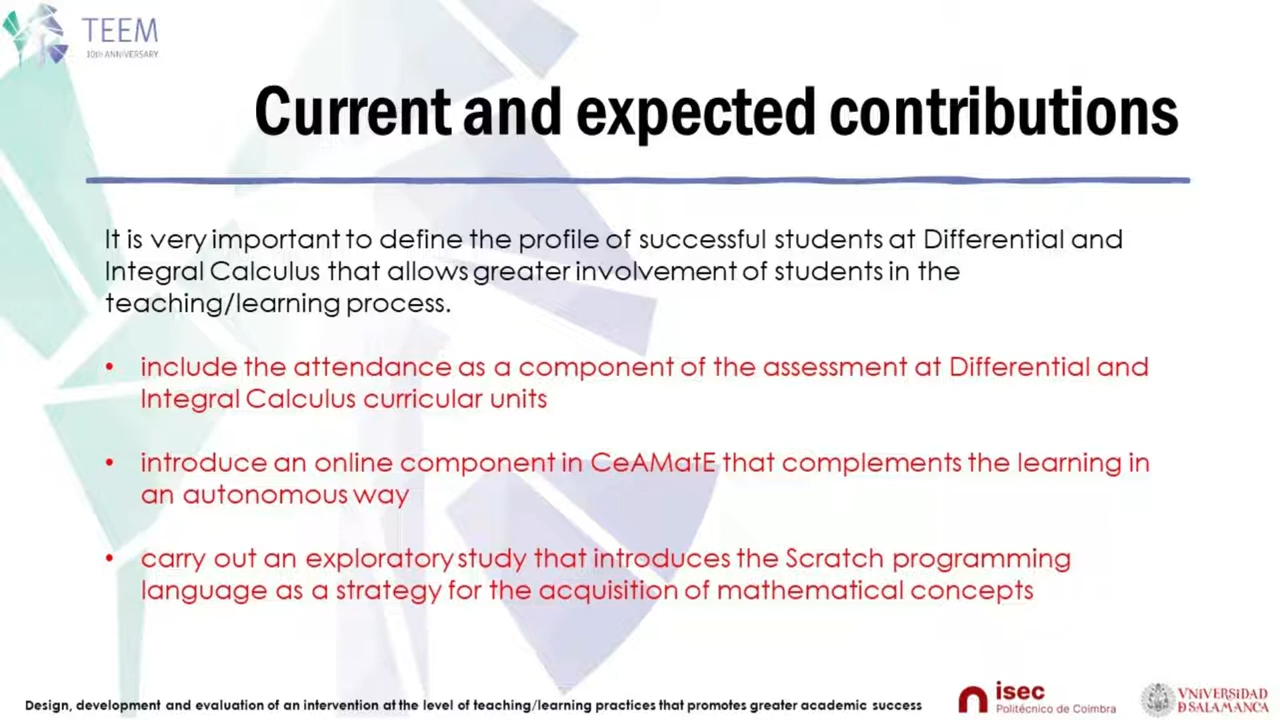 TEEM
10th ANNIVERSARY
Current and expected contributions
It is very important to define the profile of successful students at Differential and
Integral Calculus that allows greater involvement of students in the
teaching/learning process.
• include the attendance as a component of the assessment at Differential and
Integral Calculus curricular units
• introduce an online component in CeAMatE that complements the learning in
an autonomous way
• carry out an exploratory study that introduces the Scratch programming
language as a strategy for the acquisition of mathematical concepts
Design, development and evaluation of an intervention at the level of teaching/learning practices that promotes greater academic success
isec
Politécnico de Coimbra
VNIVERSIDAD
D SALAMANCA